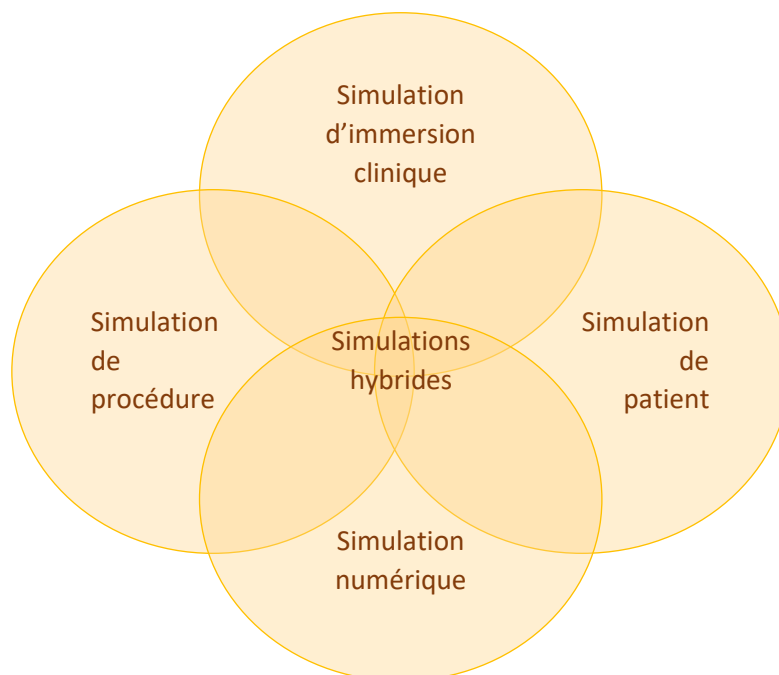 Simulation
d’immersion
clinique
Simulation
de
procédure
Simulations
hybrides
Simulation
de
patient
Simulation
numérique